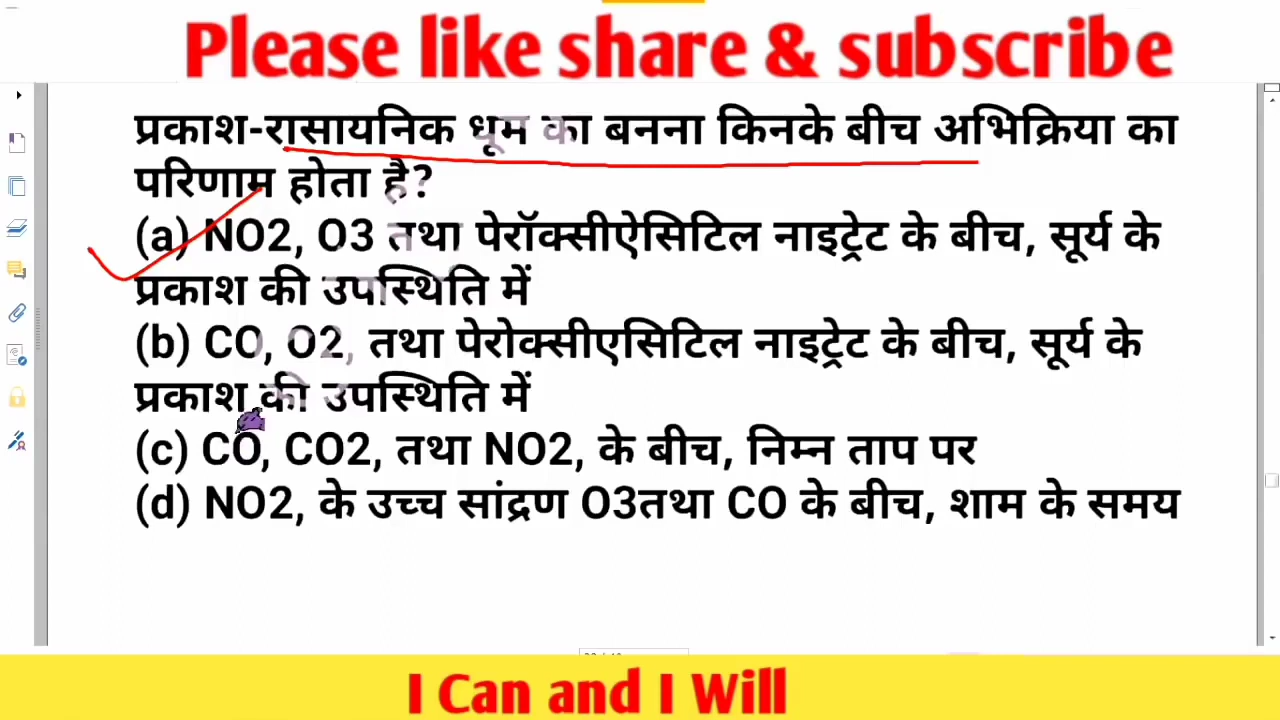 Please like share & subscribe
प्रकाश-रासायनिक धूम का बनना किनके बीच अभिक्रिया का
परिणाम होता है?
(a) NO2, O3 तथा पेरॉक्सीऐसिटिल नाइट्रेट के बीच, सूर्य के
प्रकाश की उपस्थिति में
(b) CO, O2, तथा पेरोक्सीएसिटिल नाइट्रेट के बीच, सूर्य के
प्रकाश की उपस्थिति में
(c) CO, CO2, तथा NO2, के बीच, निम्न ताप पर
(d) NO2, के उच्च सांद्रण O3तथा CO के बीच, शाम के समय
I Can and I Will